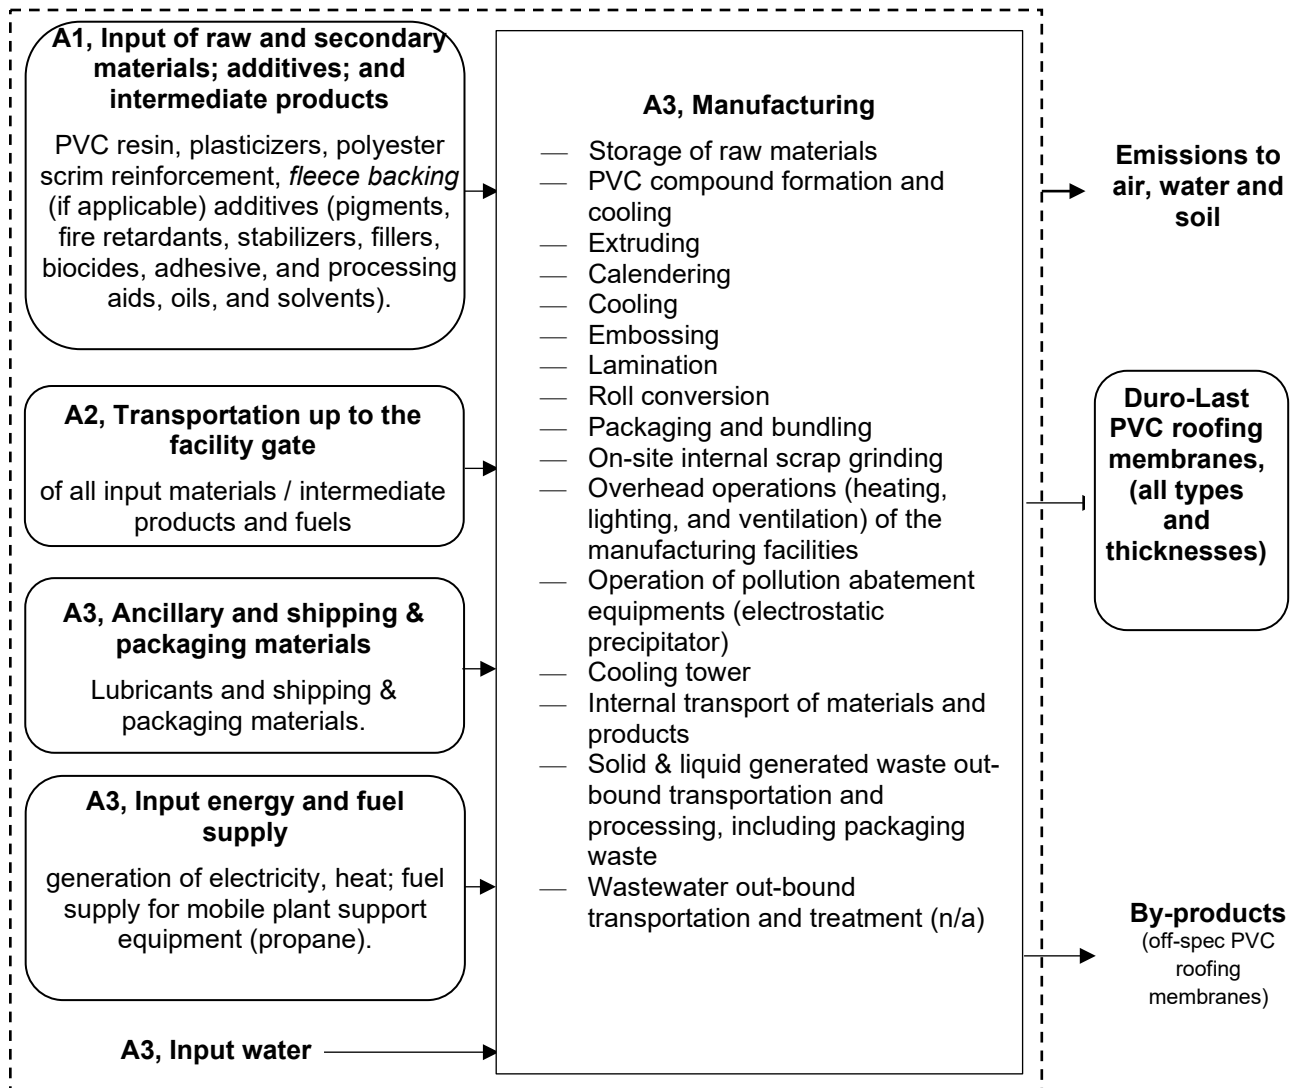 A1, Input of raw and secondary
materials; additives; and
intermediate products
PVC resin, plasticizers, polyester
scrim reinforcement, fleece backing
(if applicable) additives (pigments,
fire retardants, stabilizers, fillers,
biocides, adhesive, and processing
aids, oils, and solvents).
A2, Transportation up to the
facility gate
of all input materials / intermediate
products and fuels
A3, Ancillary and shipping &
packaging materials
Lubricants and shipping &
packaging materials.
A3, Input energy and fuel
supply
generation of electricity, heat; fuel
supply for mobile plant support
equipment (propane).
A3, Input water
A3, Manufacturing
— Storage of raw materials
— PVC compound formation and
cooling
— Extruding
— Calendering
— Cooling
— Embossing
— Lamination
— Roll conversion
— Packaging and bundling
— On-site internal scrap grinding
— Overhead operations (heating,
lighting, and ventilation) of the
manufacturing facilities
— Operation of pollution abatement
equipments (electrostatic
precipitator)
— Cooling tower
— Internal transport of materials and
products
— Solid & liquid generated waste out-
bound transportation and
processing, including packaging
waste
— Wastewater out-bound
transportation and treatment (n/a)
Emissions to
air, water and
soil
Duro-Last
PVC roofing
membranes,
(all types
and
thicknesses)
By-products
(off-spec PVC
roofing
membranes)